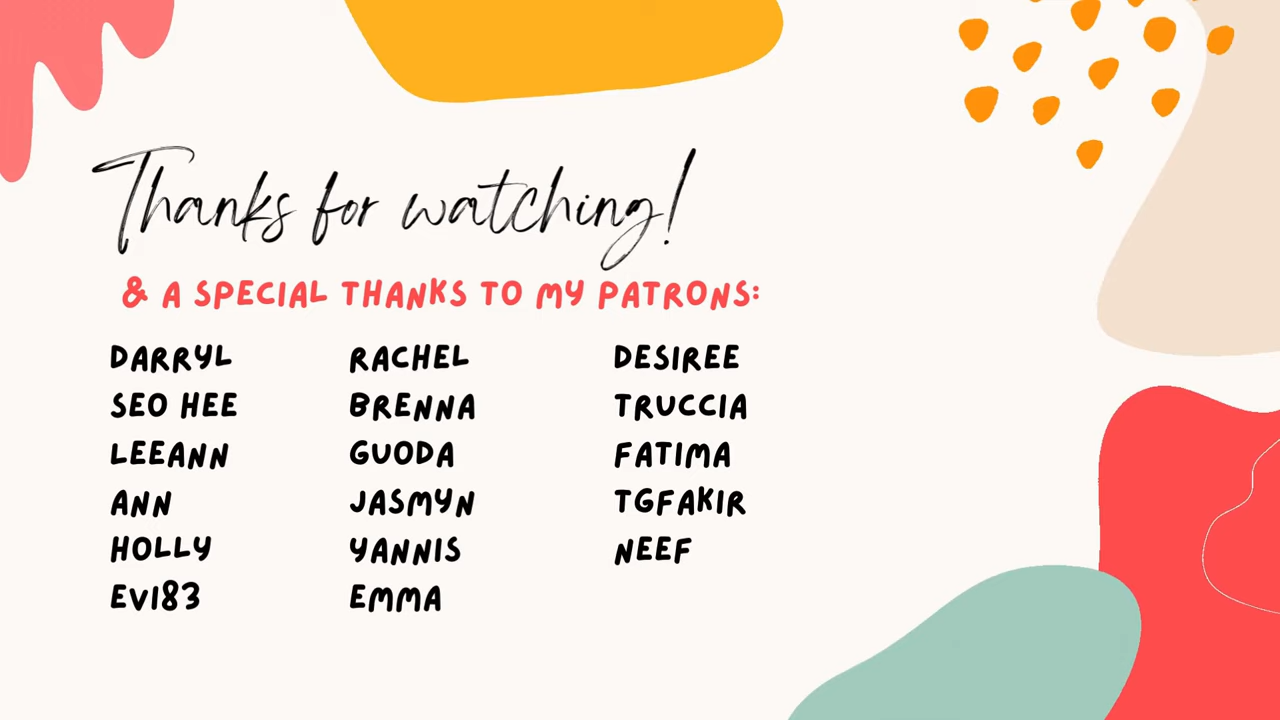 Thanks for watching!
& A SPECIAL THANKS TO MY PATRONS:
DARRYL
SEO HEE
LEEANN
ANN
HOLLY
EV183
RACHEL
BRENNA
GUODA
JASMYN
YANNIS
EMMA
DESIREE
TRUCCIA
FATIMA
TGFAKIR
NEEF